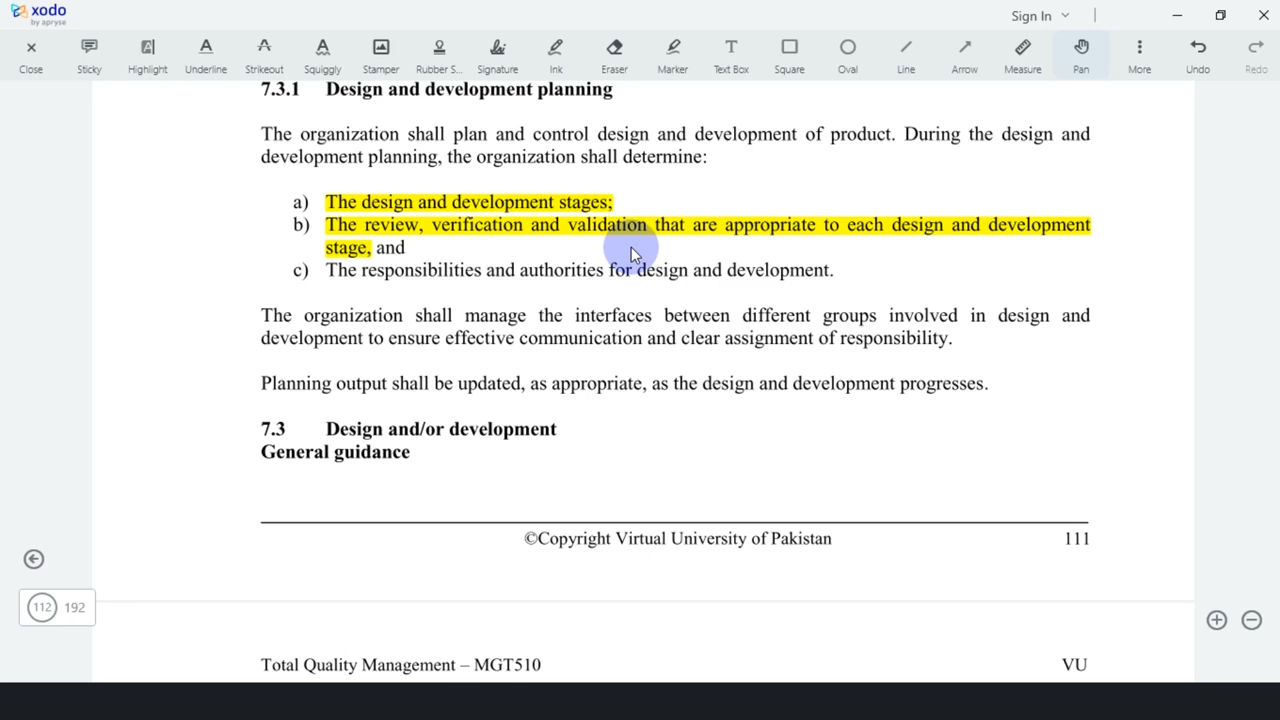 xodo
by apryse
Sign In
Close Sticky Highlight Underline Strikeout Squiggly Stamper Rubber S... Signature Ink Eraser Marker Text Box Square Oval Line Arrow Measure Pan More Undo Redo
7.3.1 Design and development planning
The organization shall plan and control design and development of product. During the design and
development planning, the organization shall determine:
a) The design and development stages;
b) The review, verification and validation that are appropriate to each design and development
stage, and
c) The responsibilities and authorities for design and development.
The organization shall manage the interfaces between different groups involved in design and
development to ensure effective communication and clear assignment of responsibility.
Planning output shall be updated, as appropriate, as the design and development progresses.
7.3 Design and/or development
General guidance
©Copyright Virtual University of Pakistan 111
112 192
Total Quality Management – MGT510 VU